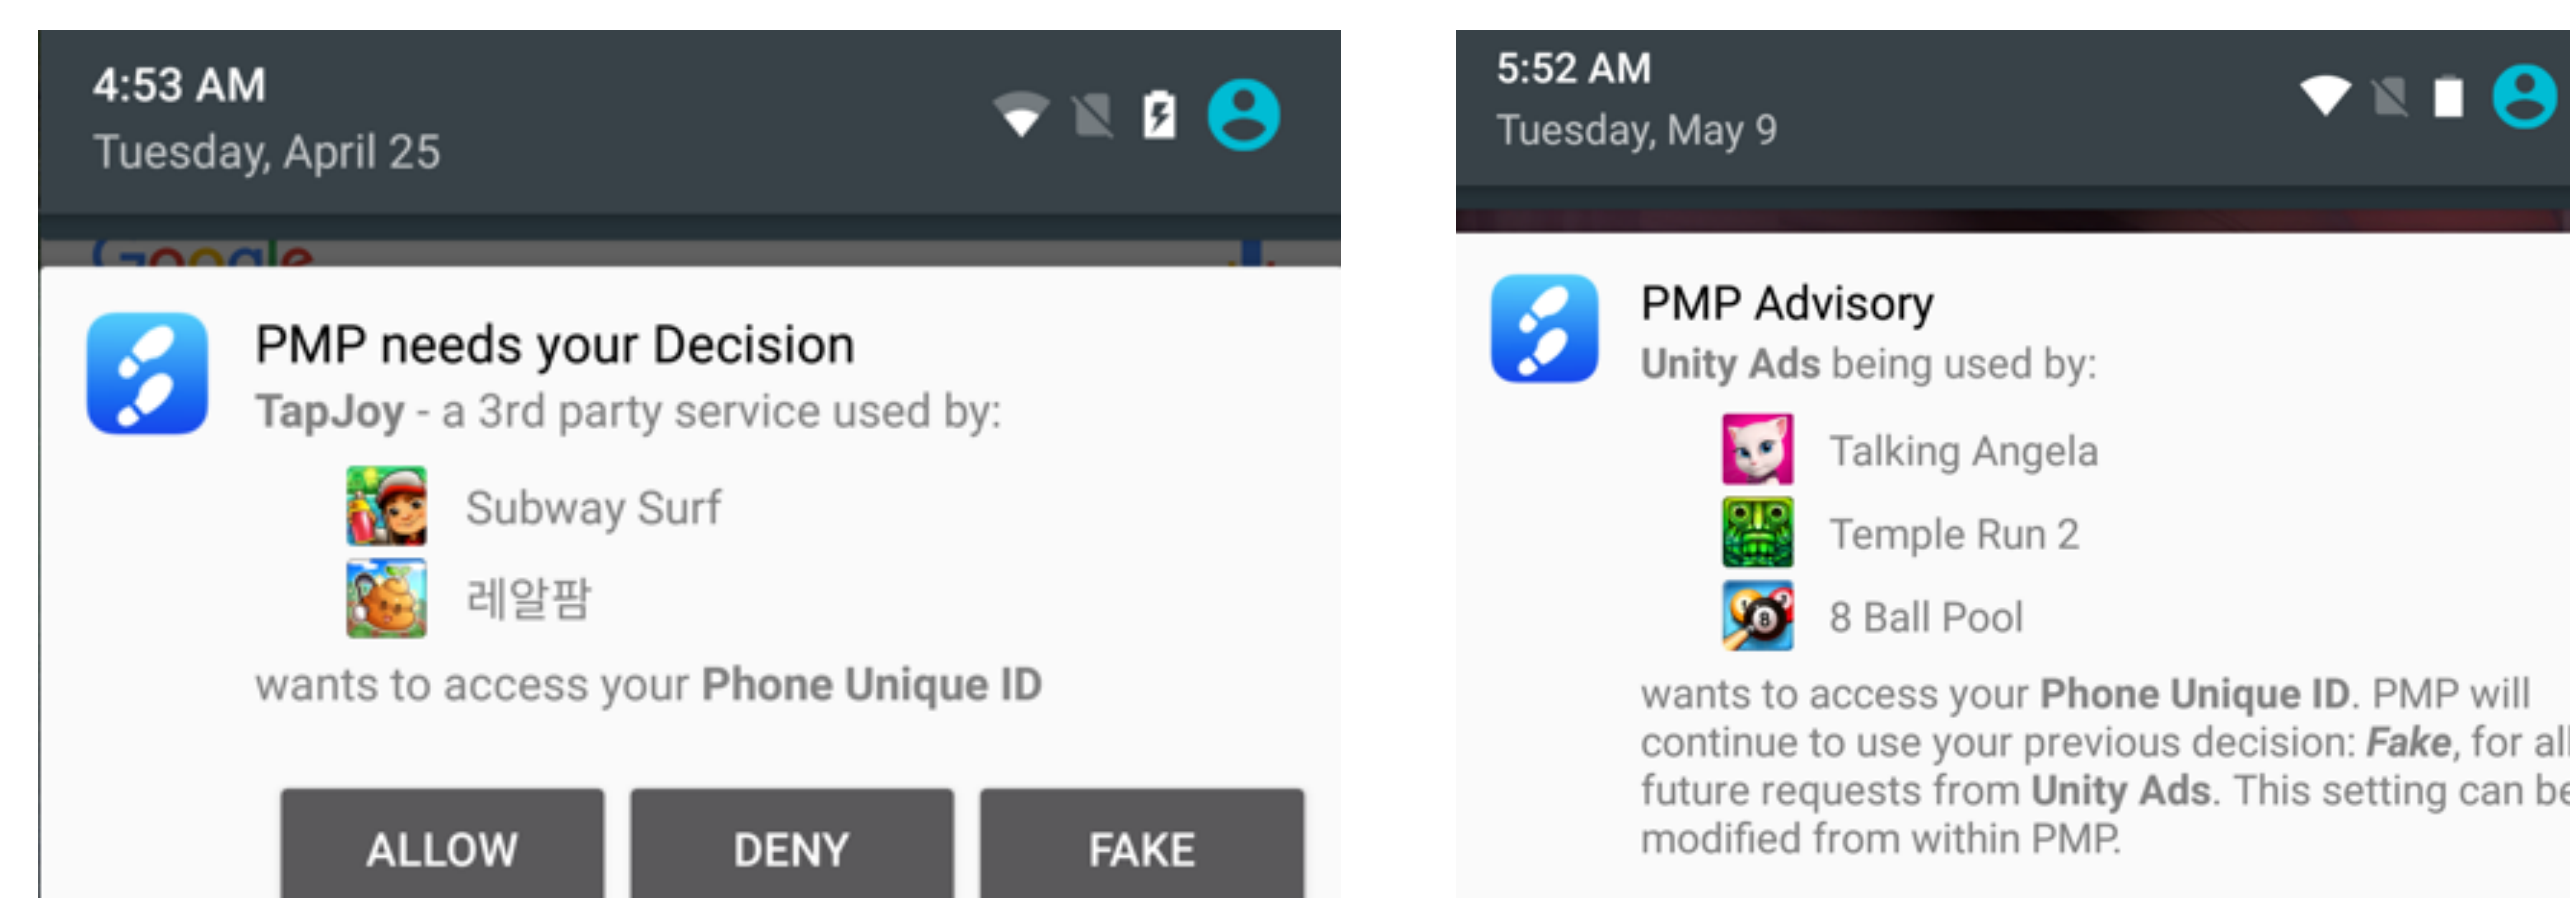 4:53 AM
Tuesday, April 25
Google
PMP needs your Decision
TapJoy - a 3rd party service used by:
Subway Surf
레알팜
wants to access your Phone Unique ID
ALLOW
DENY
FAKE
5:52 AM
Tuesday, May 9
PMP Advisory
Unity Ads being used by:
Talking Angela
Temple Run 2
8 Ball Pool
wants to access your Phone Unique ID. PMP will
continue to use your previous decision: Fake, for all
future requests from Unity Ads. This setting can be
modified from within PMP.